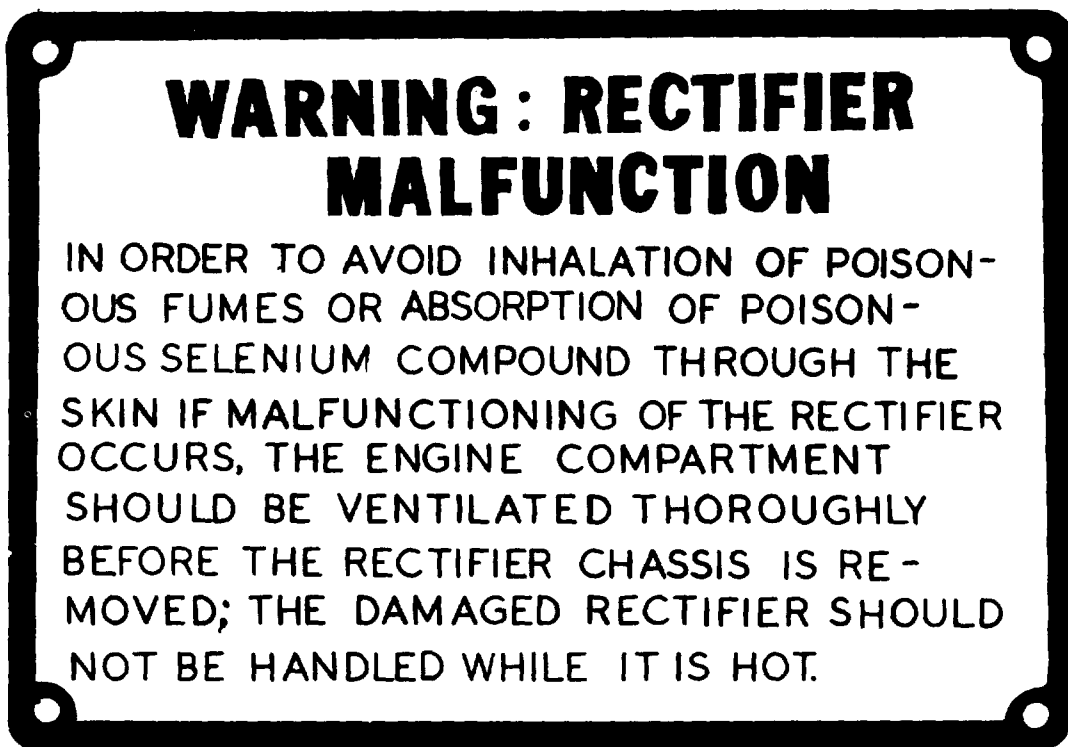 WARNING: RECTIFIER
MALFUNCTION
IN ORDER TO AVOID INHALATION OF POISON-
OUS FUMES OR ABSORPTION OF POISON-
OUS SELENIUM COMPOUND THROUGH THE
SKIN IF MALFUNCTIONING OF THE RECTIFIER
OCCURS, THE ENGINE COMPARTMENT
SHOULD BE VENTILATED THOROUGHLY
BEFORE THE RECTIFIER CHASSIS IS RE-
MOVED; THE DAMAGED RECTIFIER SHOULD
NOT BE HANDLED WHILE IT IS HOT.